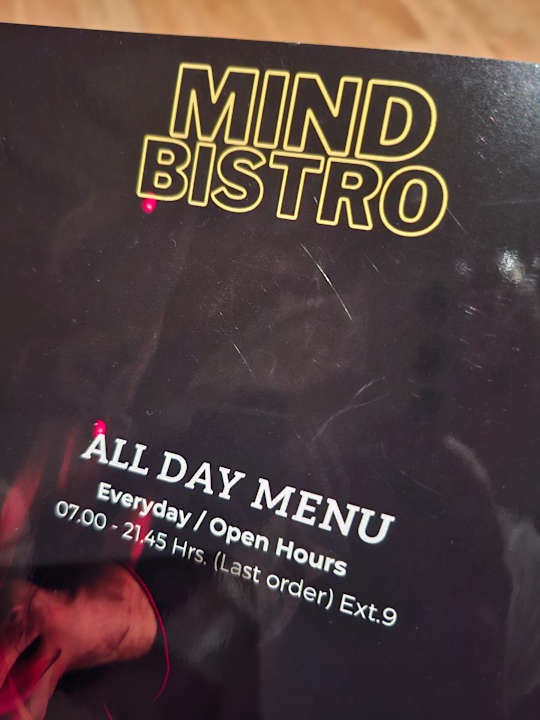 MIND
BISTRO
ALL DAY MENU
Everyday / Open Hours
07.00 - 21.45 Hrs. (Last order) Ext.9